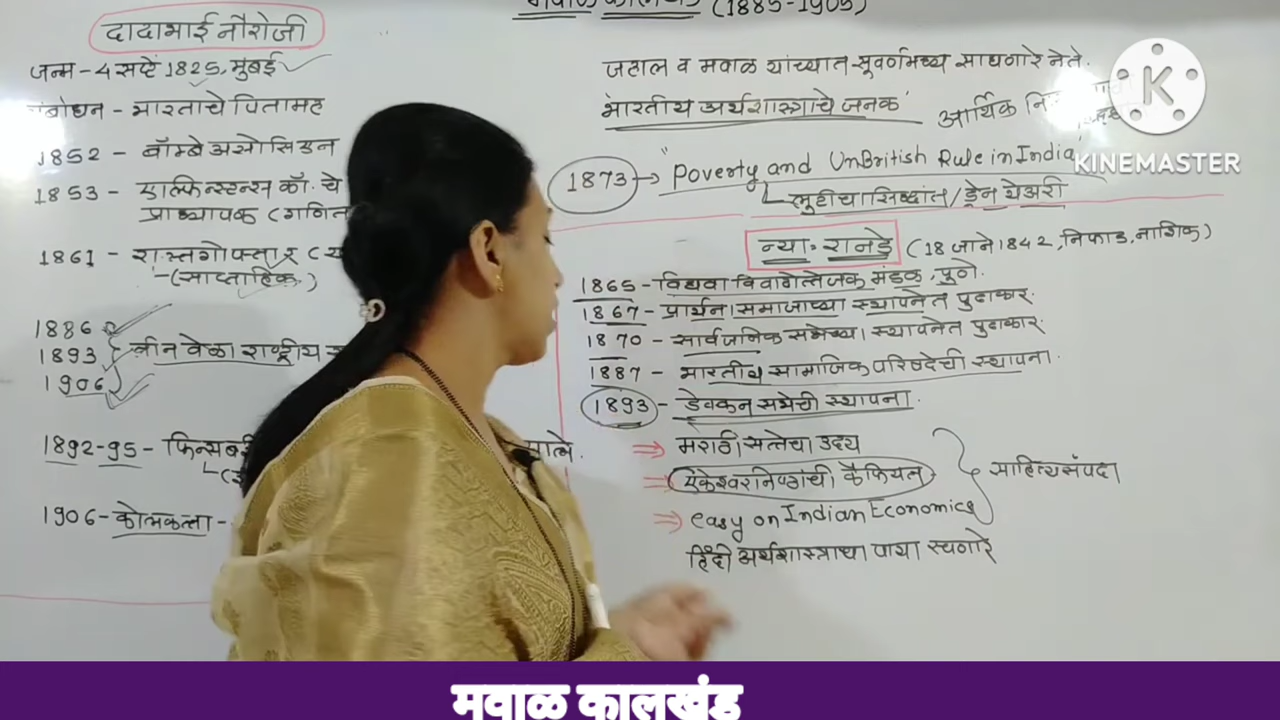 मवाळ कालखंड (1885-1905)
दादाभाई नौरोजी
जन्म - 4 सप्टें 1825, मुंबई
संबोधन - भारताचे पितामह
1852 - बॉम्बे असोसिएन
1853 - एल्फिन्स्टन्स कॉ. चे
प्राध्यापक (गणित
1861 - रास्तगोफ्तार
- (साप्ताहिक)
1886
1893
1906
तीन वेळा राष्ट्रीय
1892-95 - फिन्सबरी
1906 - कोलकत्ता -
जहाल व मवाळ यांच्यात सुवर्णमध्य साधणारे नेते.
भारतीय अर्थशास्त्राचे जनक
आर्थिक
1873 → "Poverty and UnBritish Rule in India"
लुटीचा सिध्दांत / ड्रेन थेअरी
न्या. रानडे (18 जाने 1842, निफाड, नाशिक)
1865 - विधवा विवाहोत्तेजक मंडळ, पुणे.
1867 - प्रार्थना समाजाच्या स्थापनेत पुढाकार.
1870 - सार्वजनिक सभेच्या स्थापनेत पुढाकार.
1887 - भारतीय सामाजिक परिषदेची स्थापना.
1893 - डेक्कन सभेची स्थापना.
⇒ मराठी सत्तेचा उदय
⇒ एकेश्वरनिष्ठांची कैफियत
⇒ easy on Indian Economics
साहित्यसंपदा
हिंदी अर्थशास्त्राचा पाया रचणारे
K
KINEMASTER
मवाळ कालखंड